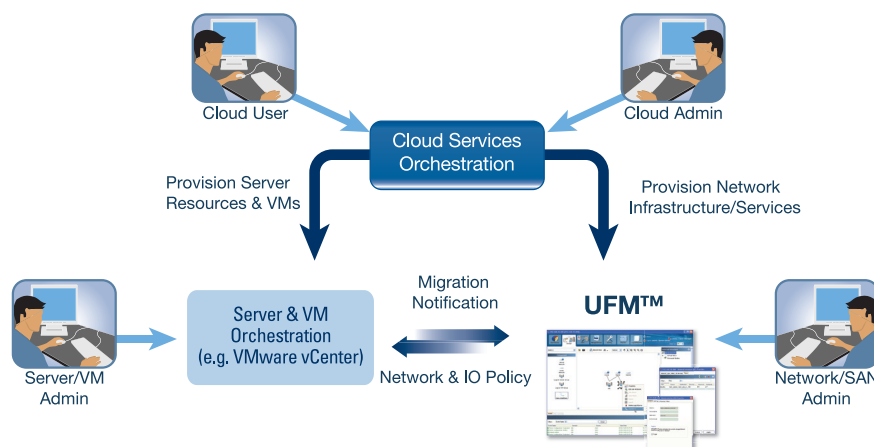 Cloud User
Cloud Admin
Cloud Services
Orchestration
Provision Server
Resources & VMs
Provision Network
Infrastructure/Services
Migration
Notification
UFM™
Server & VM
Orchestration
(e.g. VMware vCenter)
Network & IO Policy
Server/VM
Admin
Network/SAN
Admin